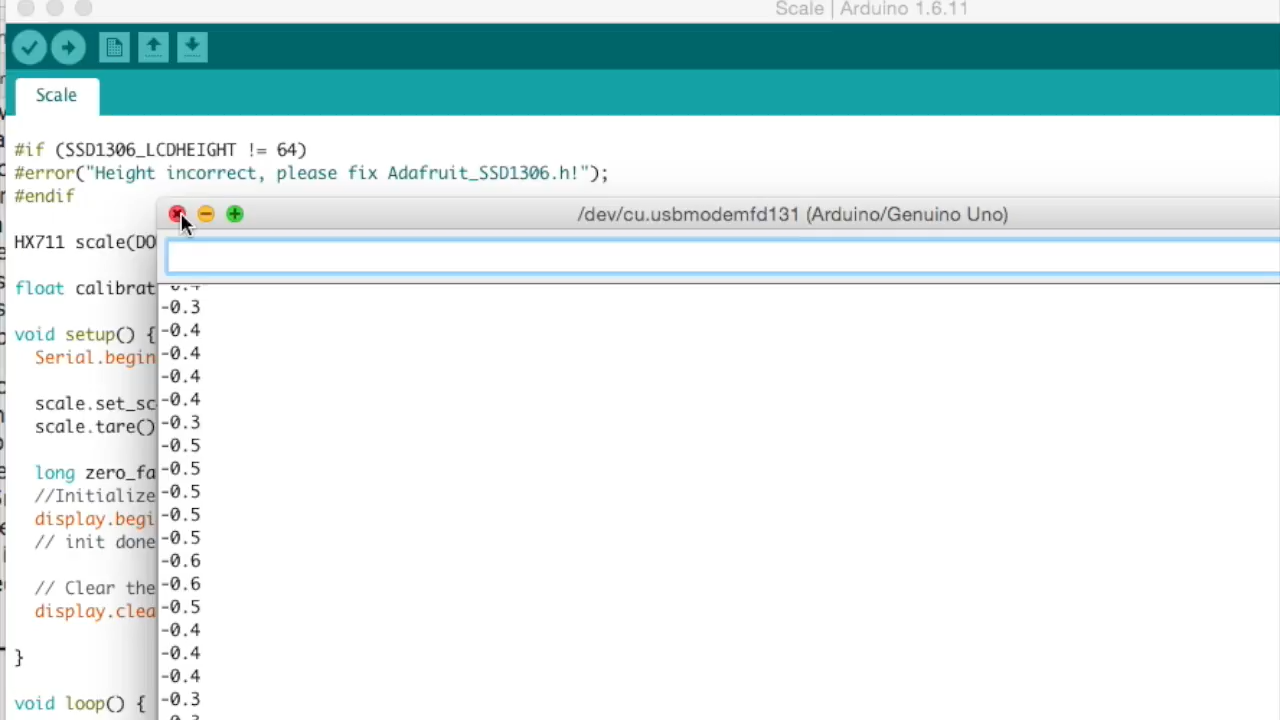 Scale | Arduino 1.6.11
Scale
#if (SSD1306_LCDHEIGHT != 64)
#error("Height incorrect, please fix Adafruit_SSD1306.h!");
#endif
/dev/cu.usbmodemfd131 (Arduino/Genuino Uno)
HX711 scale(DO
float calibrat
void setup() {
Serial.begin
scale.set_sc
scale.tare()
long zero_fa
//Initialize
display.begi
// init done
// Clear the
display.clea
}
void loop() {
-0.3
-0.4
-0.4
-0.4
-0.4
-0.3
-0.5
-0.5
-0.5
-0.5
-0.5
-0.6
-0.6
-0.5
-0.4
-0.4
-0.4
-0.3